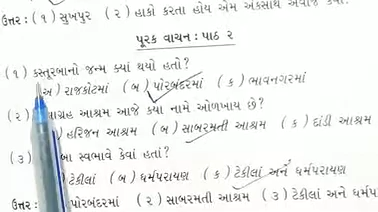 ઉત્તર : (૧) સુખપુર (૨) હાકો કરતા હોય એમ એકસાથે અવાજ કર્યો.
પૂરક વાચન : પાઠ ૨
(૧) કસ્તૂરબાનો જન્મ ક્યાં થયો હતો?
અ) રાજકોટમાં (બ) પોરબંદરમાં (ક) ભાવનગરમાં
(૨) આશ્રમ આજે ક્યા નામે ઓળખાય છે?
હરિજન આશ્રમ (બ) સાબરમતી આશ્રમ (ક) દાંડી આશ્રમ
(૩) બા સ્વભાવે કેવાં હતાં?
ટેકીલાં (બ) ધર્મપરાયણ (ક) ટેકીલાં અને ધર્મપરાયણ
ઉત્તર : પોરબંદરમાં (૨) સાબરમતી આશ્રમ (૩) ટેકીલાં અને ધર્મપ